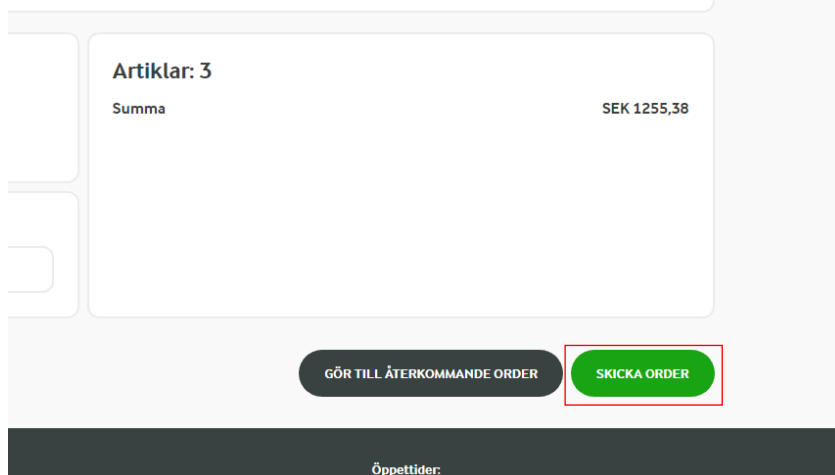 Artiklar: 3
Summa SEK 1255,38
GÖR TILL ÅTERKOMMANDE ORDER SKICKA ORDER
Öppettider: